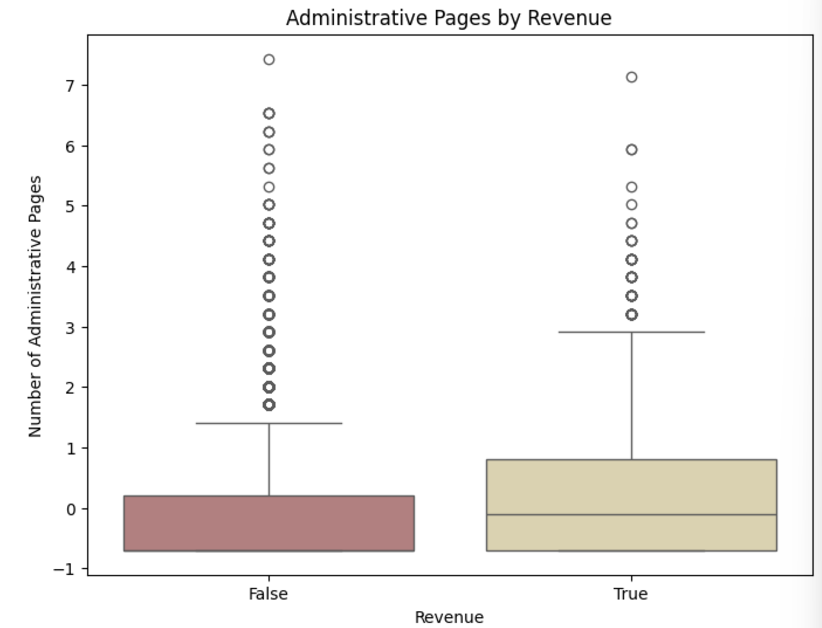 Administrative Pages by Revenue
Number of Administrative Pages
7
6
5
4
3
2
1
0
−1
False
True
Revenue